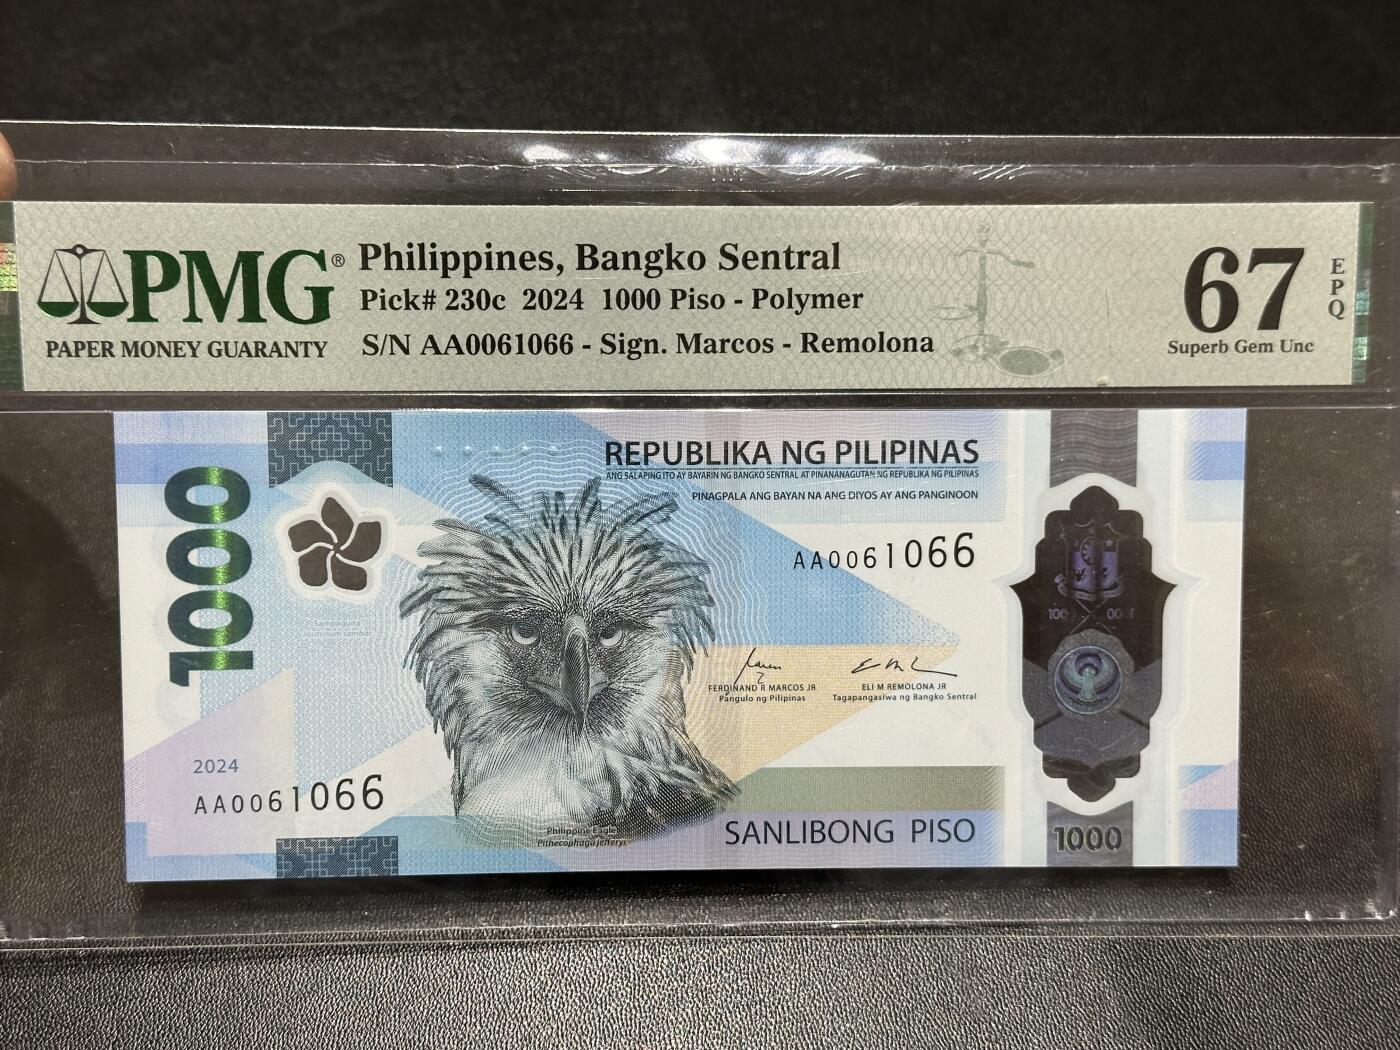 PMG®
PAPER MONEY GUARANTY
Philippines, Bangko Sentral
Pick# 230c 2024 1000 Piso - Polymer
S/N AA0061066 - Sign. Marcos - Remolona
67
EPQ
Superb Gem Unc
1000
REPUBLIKA NG PILIPINAS
ANG SALAPING ITO AY BAYARIN NG BANGKO SENTRAL AT PINANANAGUTAN NG REPUBLIKA NG PILIPINAS
PINAGPALA ANG BAYAN NA ANG DIYOS AY ANG PANGINOON
AA0061066
Sampaguita
Jasminum sambac
FERDINAND R MARCOS JR
Pangulo ng Pilipinas
ELI M REMOLONA JR
Tagapangasiwa ng Bangko Sentral
2024
AA0061066
Philippine Eagle
Pithecophaga jefferyi
SANLIBONG PISO
1000